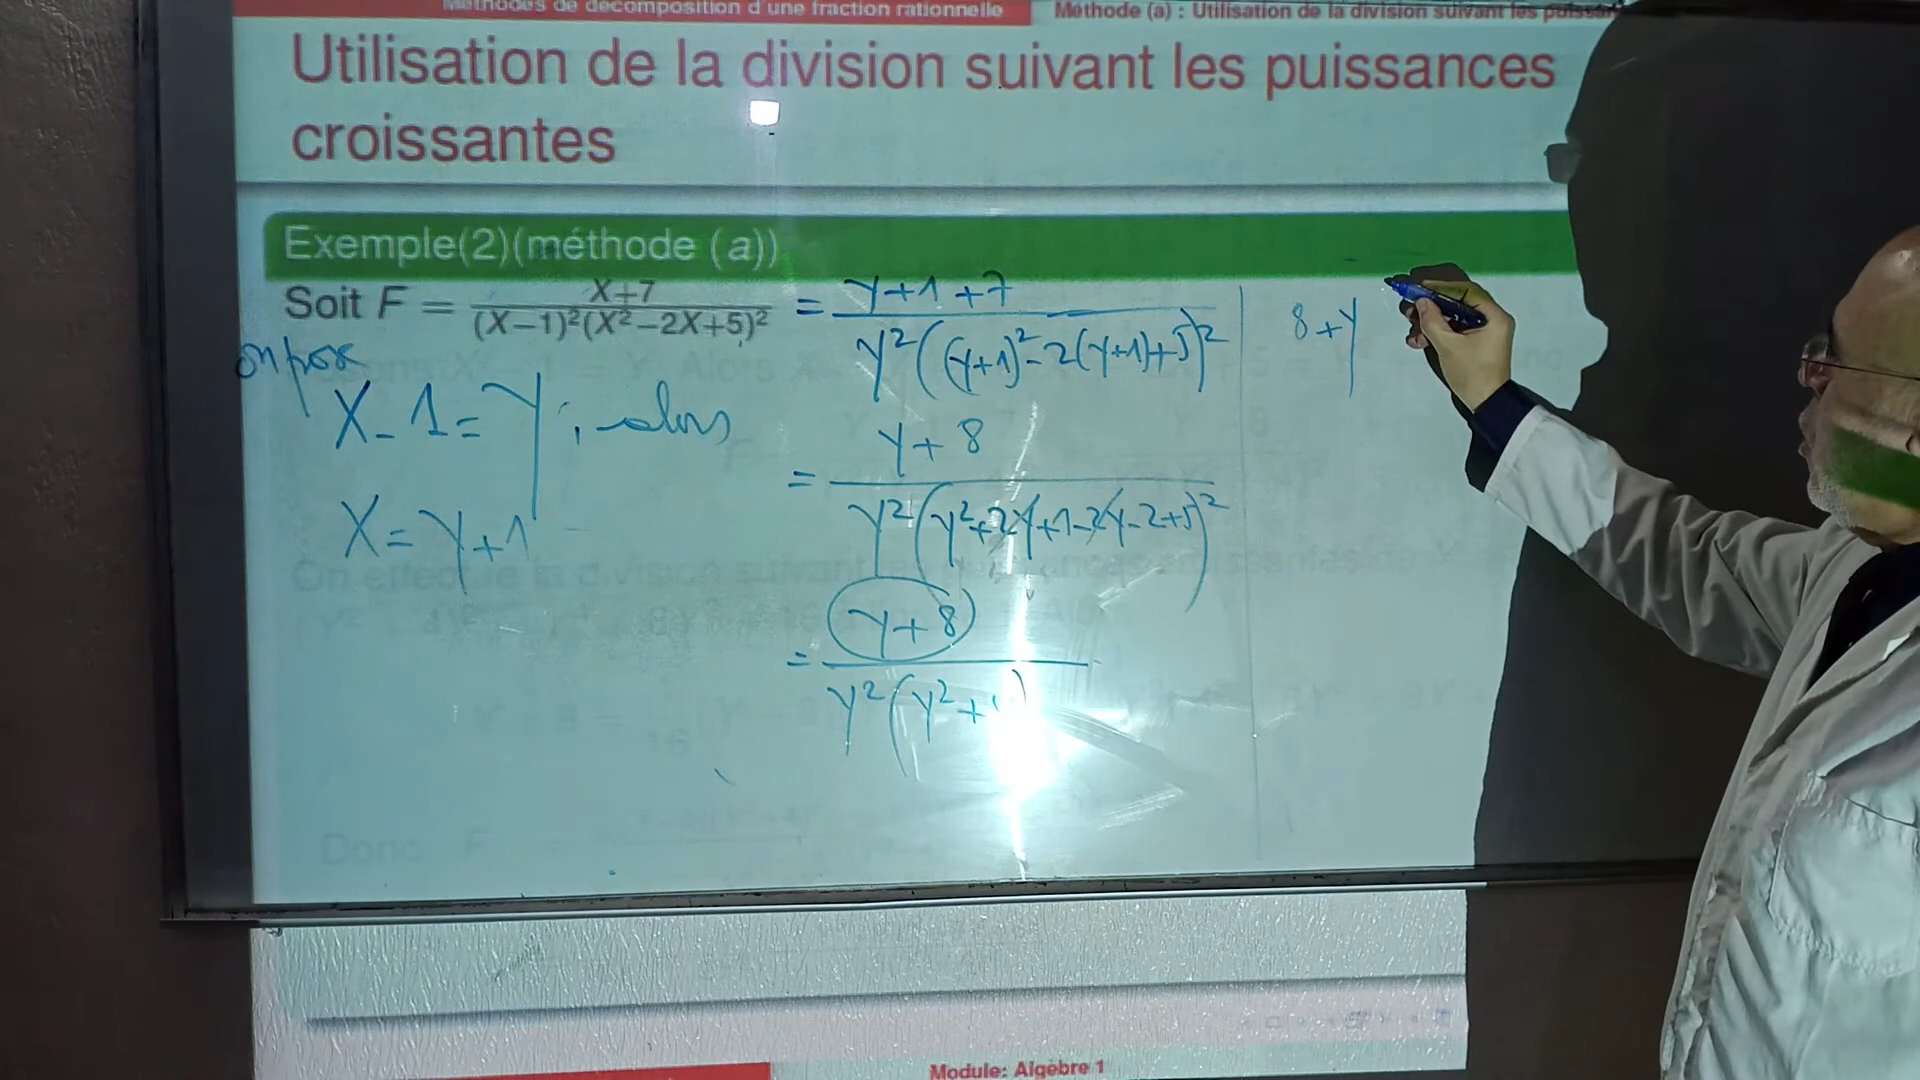 Méthodes de décomposition d'une fraction rationnelle
Méthode (a) : Utilisation de la division suivant les
Utilisation de la division suivant les puissances
croissantes
Exemple(2)(méthode (a))
Soit F = X+7 / (X−1)²(X²−2X+5)² = y+1+7 / y²((y+1)²-2(y+1)+5)²
8+y
on pose
X-1=Y; alors
= y+8 / y²(y²+2y+1-2y-2+5)²
X=y+1
= y+8 / y²(y²+
Donc F
Module: Algèbre 1